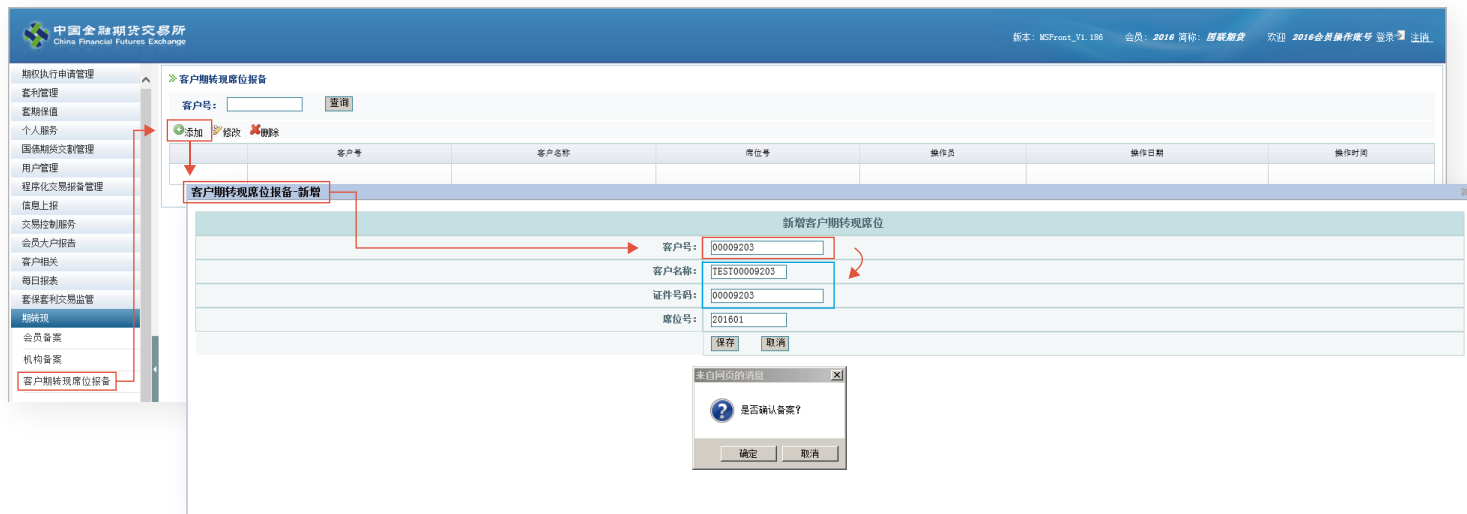 中国金融期货交易所
China Financial Futures Exchange
版本: MSFront_V1.186 会员: 2016 简称: 国联期货 欢迎 2016会员操作账号 登录 注销
期权执行申请管理
套利管理
套期保值
个人服务
国债期货交割管理
用户管理
程序化交易报备管理
信息上报
交易控制服务
会员大户报告
客户相关
每日报表
套保套利交易监管
期转现
会员备案
机构备案
客户期转现席位报备
客户期转现席位报备
客户号: 查询
添加 修改 删除
客户号 客户名称 席位号 操作员 操作日期 操作时间
客户期转现席位报备-新增
新增客户期转现席位
客户号: 00009203
客户名称: TEST00009203
证件号码: 00009203
席位号: 201601
保存 取消
来自网页的消息
是否确认备案?
确定 取消